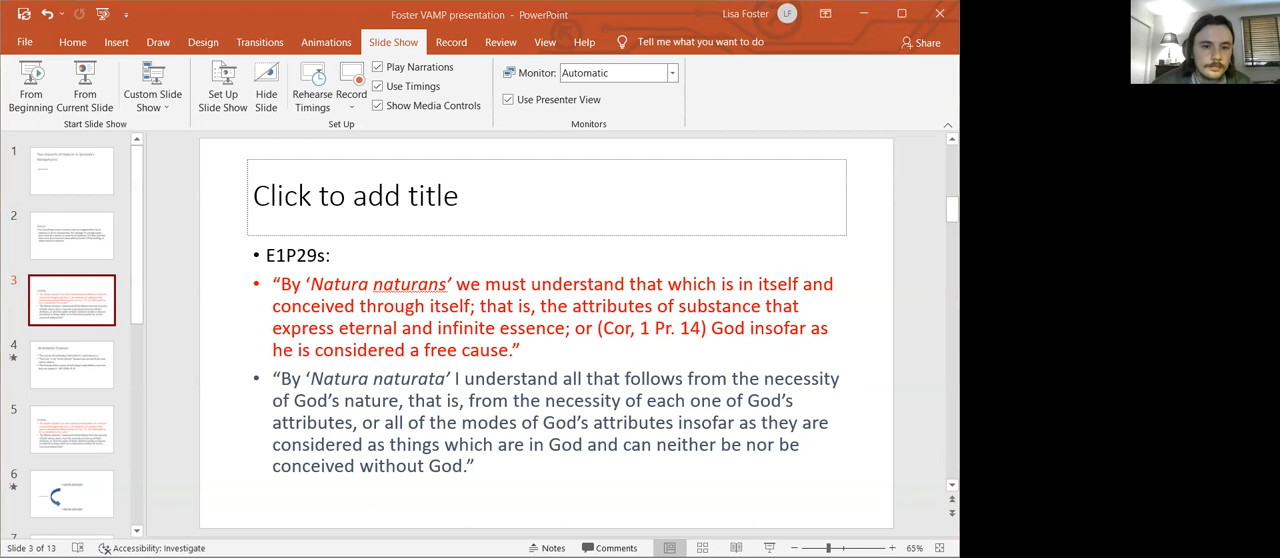 Foster VAMP presentation - PowerPoint
Lisa Foster
LF
File Home Insert Draw Design Transitions Animations Slide Show Record Review View Help Tell me what you want to do Share
From Beginning
From Current Slide
Custom Slide Show
Set Up Slide Show
Hide Slide
Rehearse Timings
Record
Play Narrations
Use Timings
Show Media Controls
Monitor: Automatic
Use Presenter View
Start Slide Show
Set Up
Monitors
1
2
3
4
5
6
7
Click to add title
• E1P29s:
• “By ‘Natura naturans’ we must understand that which is in itself and
conceived through itself; that is, the attributes of substance that
express eternal and infinite essence; or (Cor, 1 Pr. 14) God insofar as
he is considered a free cause.”
• “By ‘Natura naturata’ I understand all that follows from the necessity
of God’s nature, that is, from the necessity of each one of God’s
attributes, or all of the modes of God’s attributes insofar as they are
considered as things which are in God and can neither be nor be
conceived without God.”
Slide 3 of 13 Accessibility: Investigate Notes Comments 65%